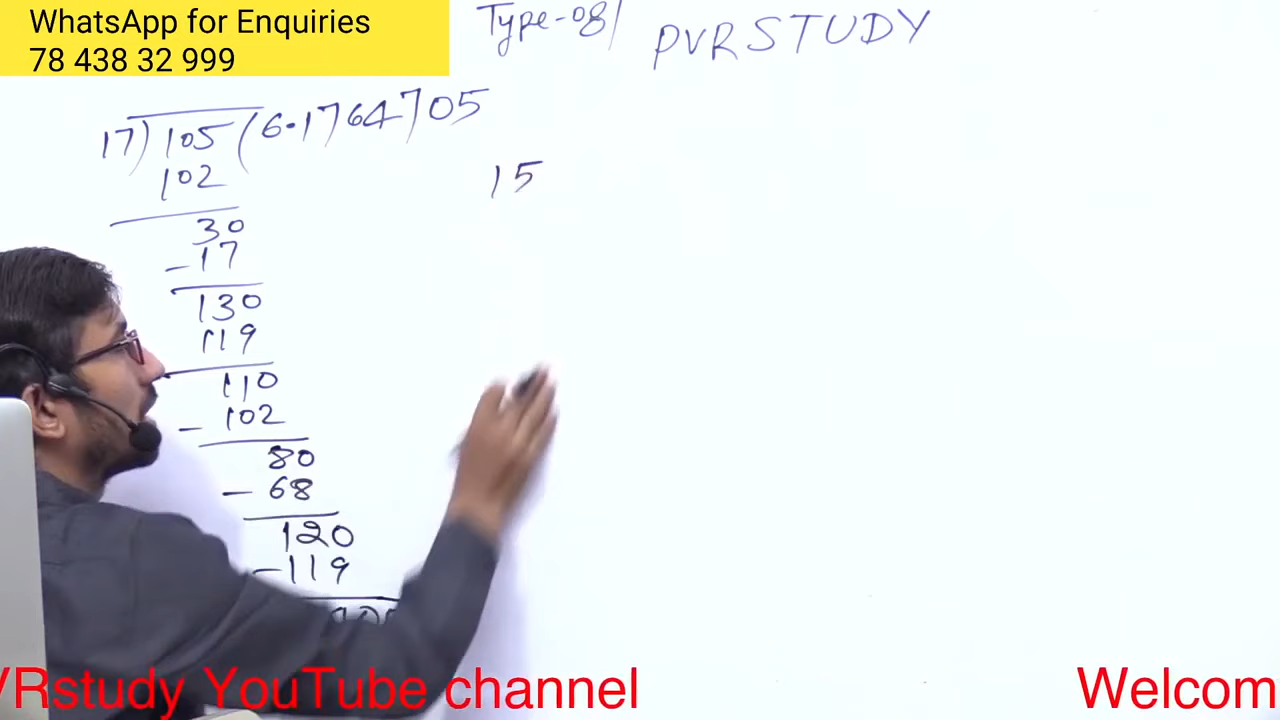 WhatsApp for Enquiries
78 438 32 999
Type-08/
PVRSTUDY
17) 105 (6.1764705
102
30
-17
130
119
110
- 102
80
- 68
120
-119
15
VRstudy YouTube channel
Welcom